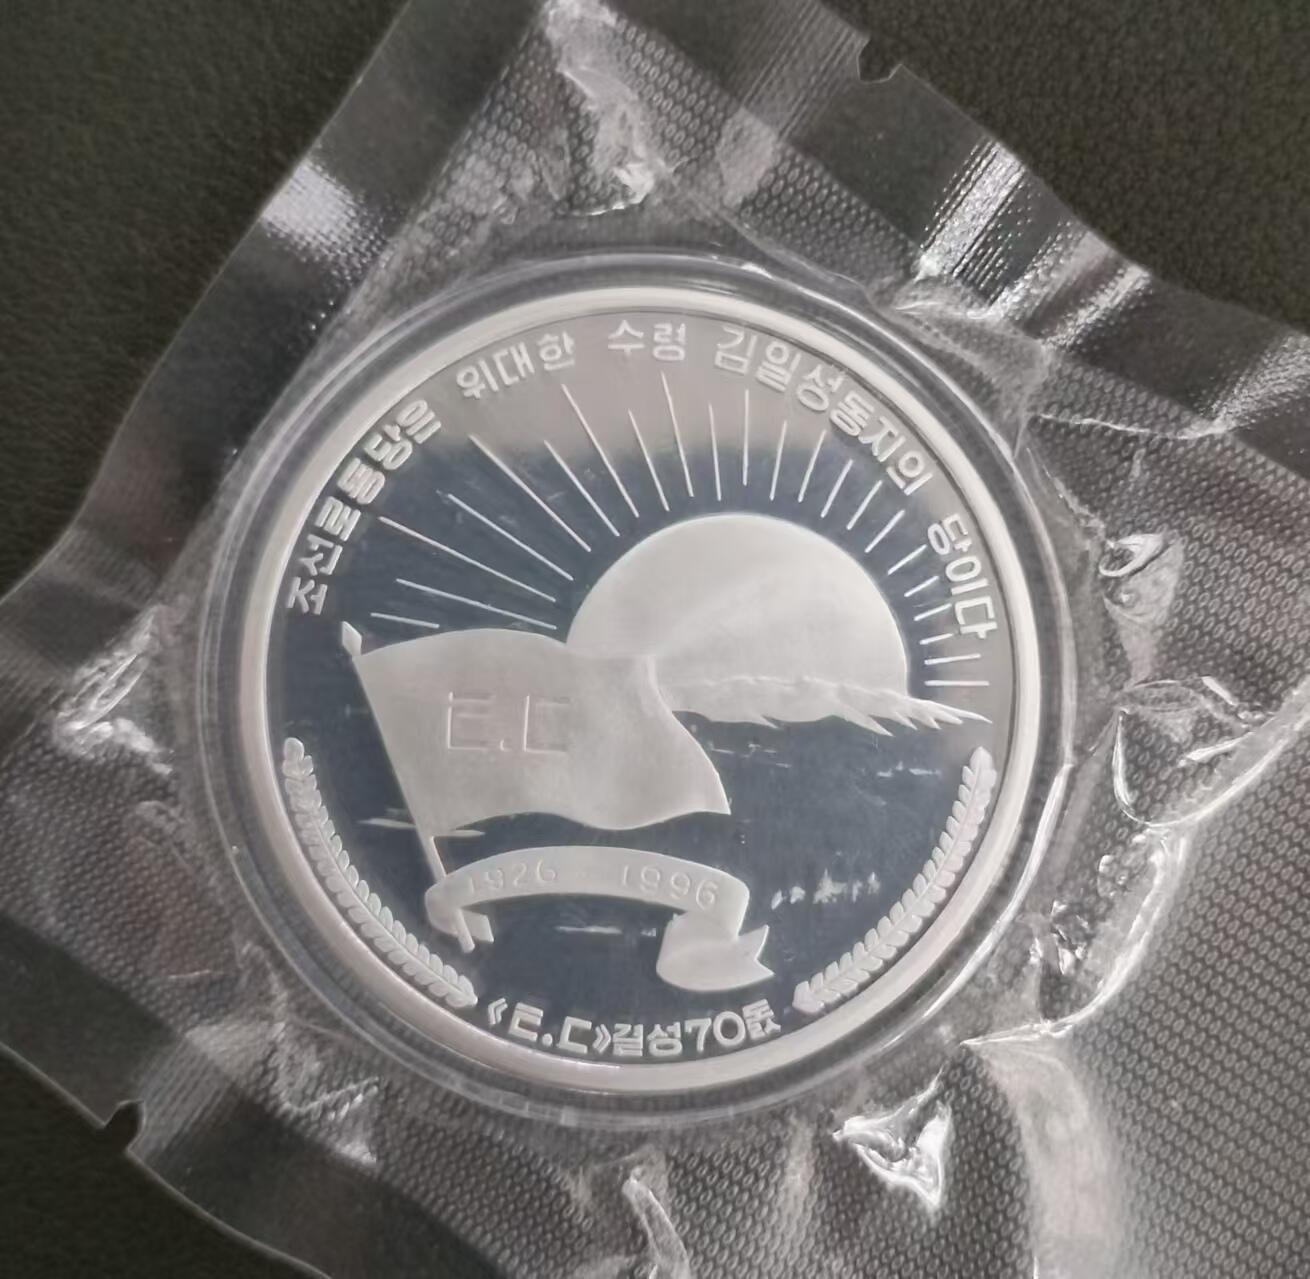 조선로동당은 위대한 수령 김일성동지의 당이다
ㅌ.ㄷ
1926 - 1996
《ㅌ.ㄷ》결성70돐